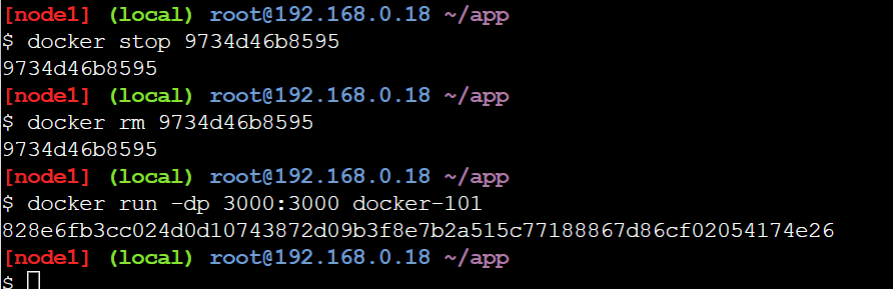 [node1] (local) root@192.168.0.18 ~/app
$ docker stop 9734d46b8595
9734d46b8595
[node1] (local) root@192.168.0.18 ~/app
$ docker rm 9734d46b8595
9734d46b8595
[node1] (local) root@192.168.0.18 ~/app
$ docker run -dp 3000:3000 docker-101
828e6fb3cc024d0d10743872d09b3f8e7b2a515c77188867d86cf02054174e26
[node1] (local) root@192.168.0.18 ~/app
$